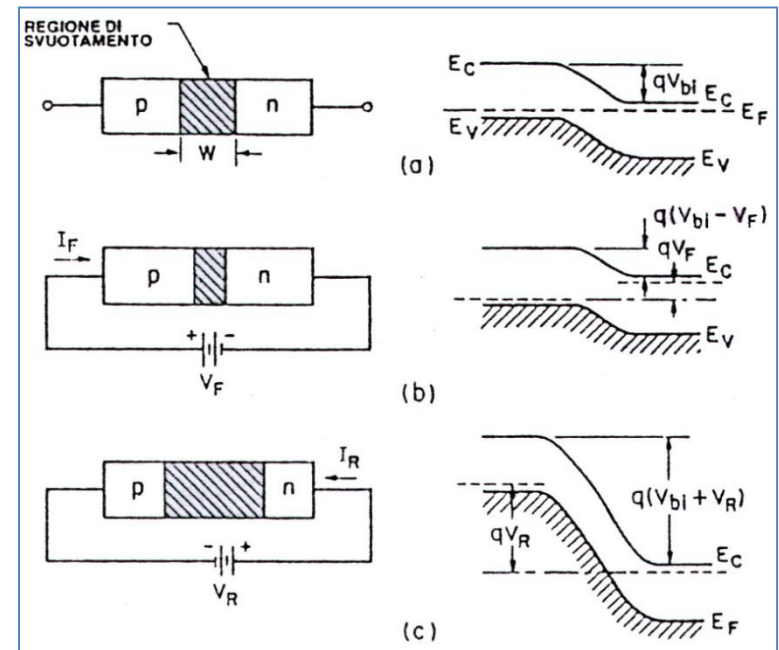 REGIONE DI
SVUOTAMENTO
p n
W
E_C qV_bi E_C
E_F
E_V
E_V
(a)
I_F
p n
+ -
V_F
q(V_bi - V_F)
qV_F
E_C
E_V
(b)
I_R
p n
- +
V_R
q(V_bi + V_R)
qV_R
E_C
E_F
(c)